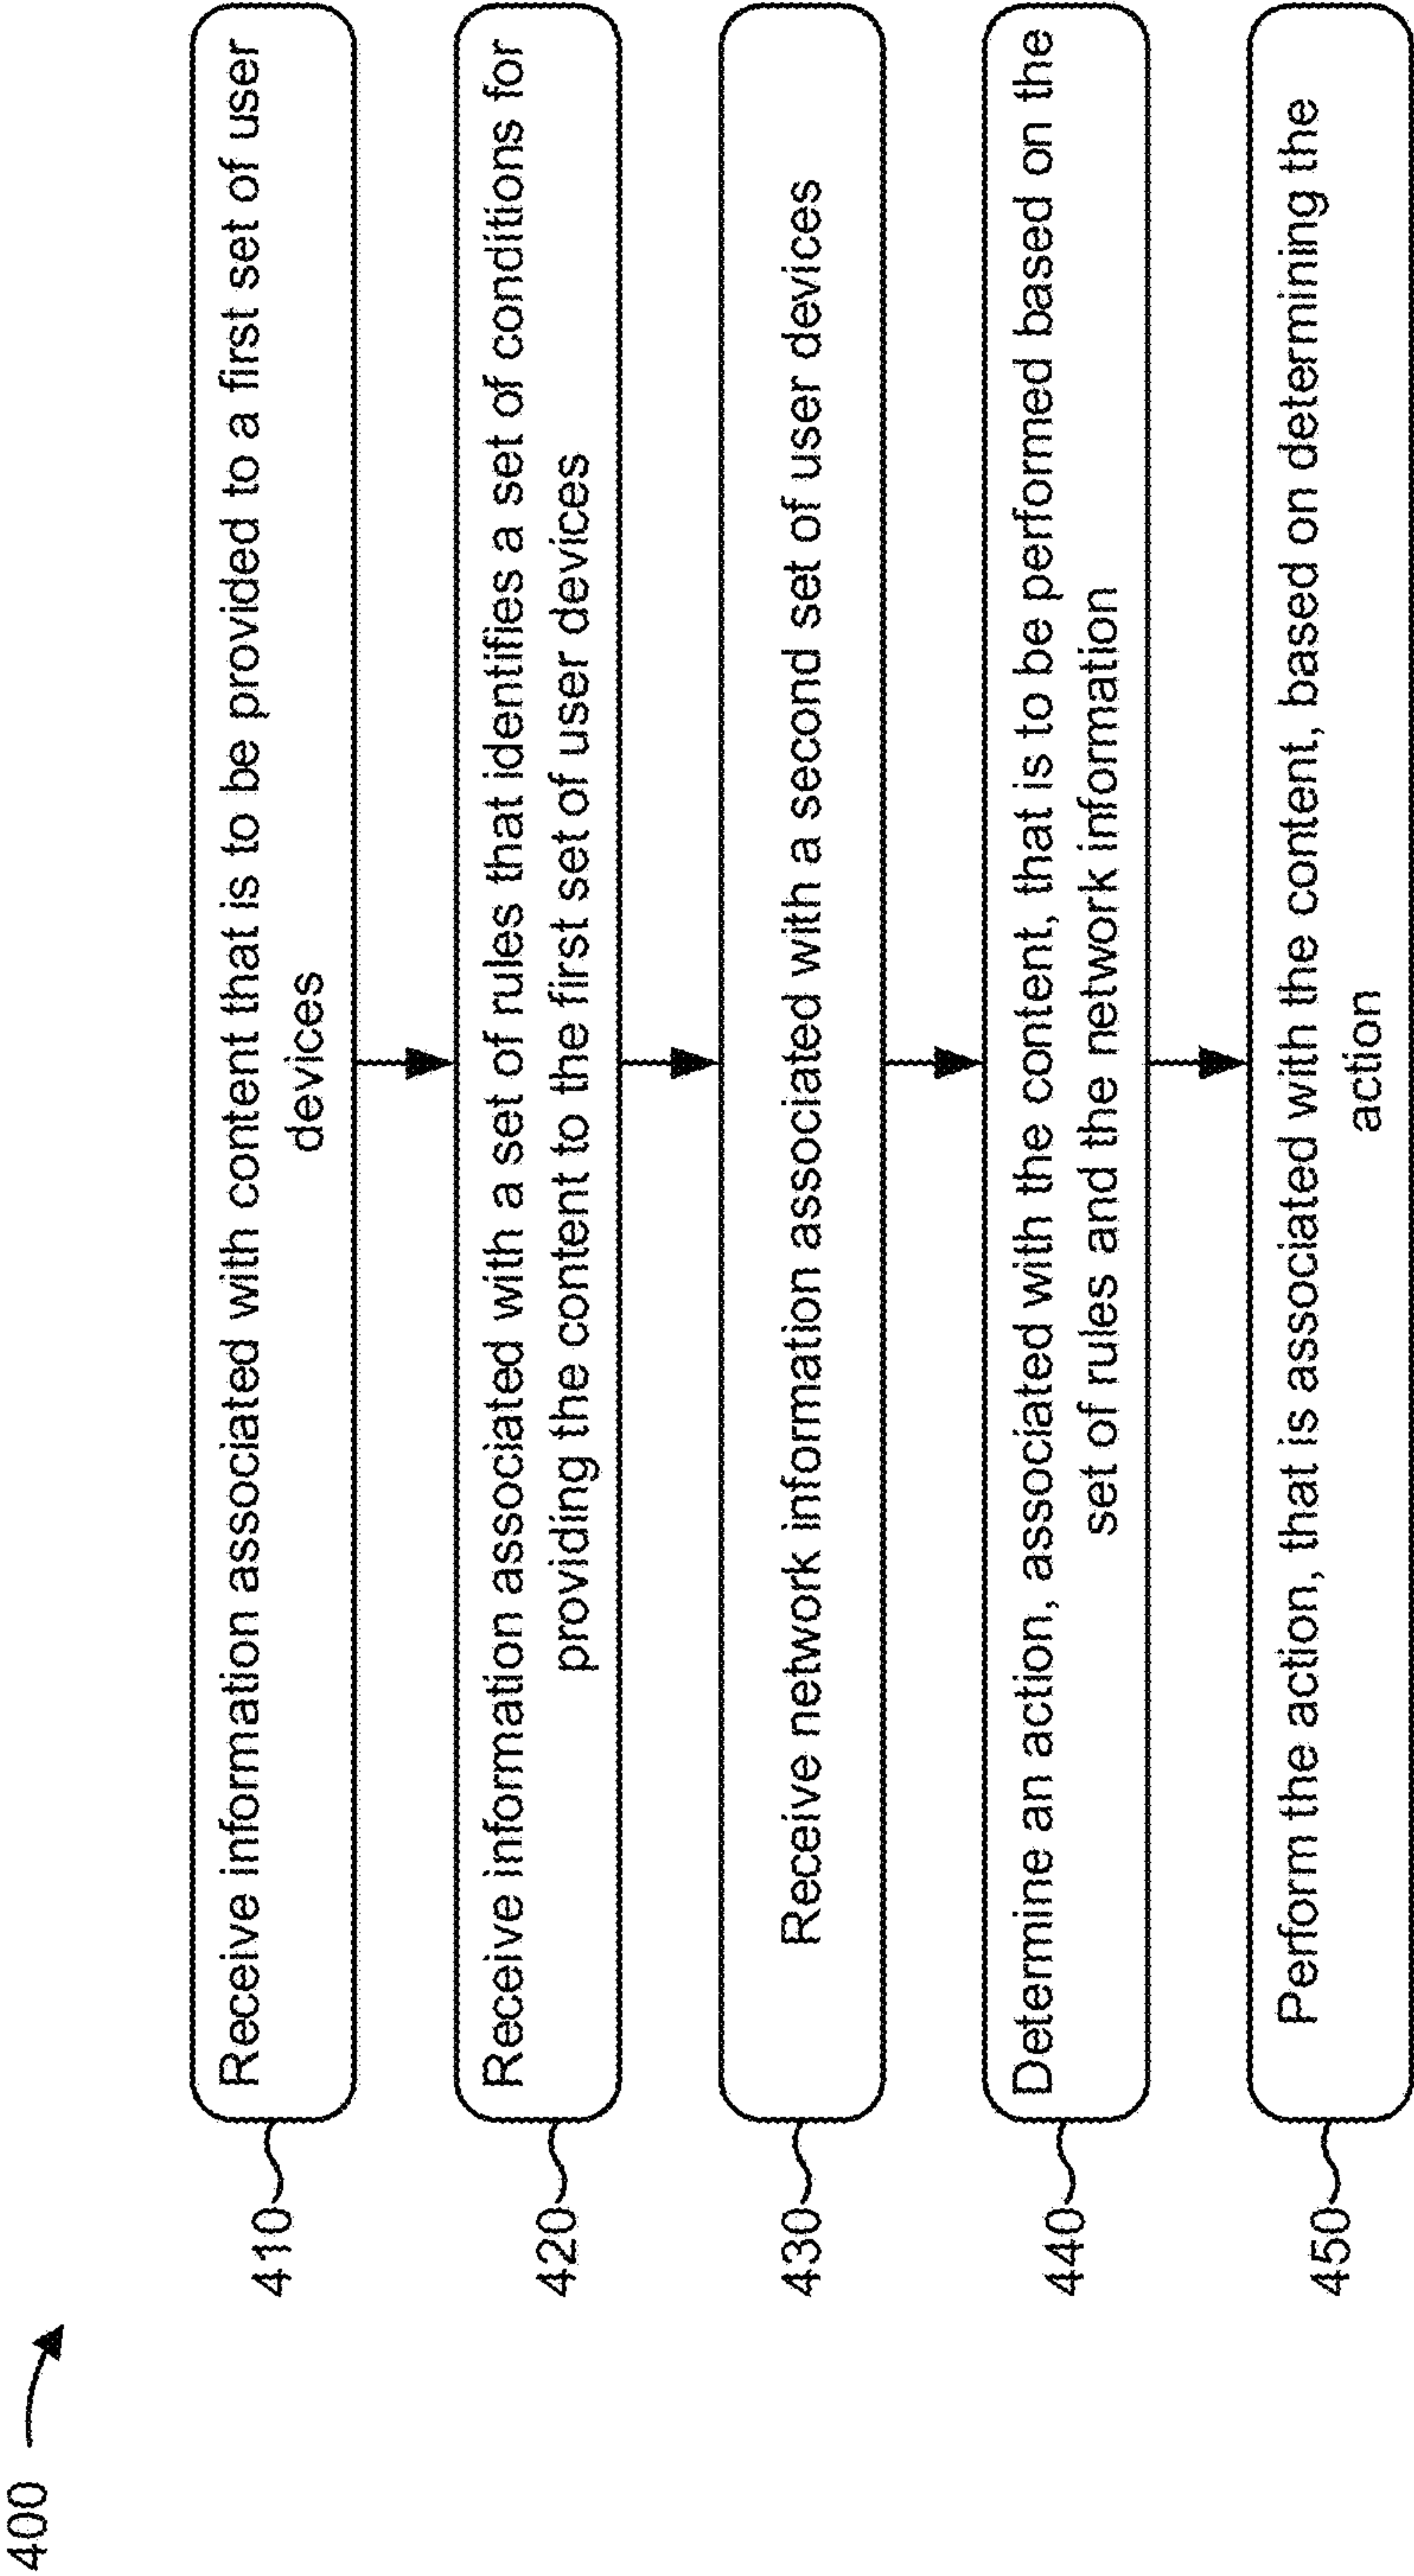 400
410
Receive information associated with content that is to be provided to a first set of user
devices
420
Receive information associated with a set of rules that identifies a set of conditions for
providing the content to the first set of user devices
430
Receive network information associated with a second set of user devices
440
Determine an action, associated with the content, that is to be performed based on the
set of rules and the network information
450
Perform the action, that is associated with the content, based on determining the
action